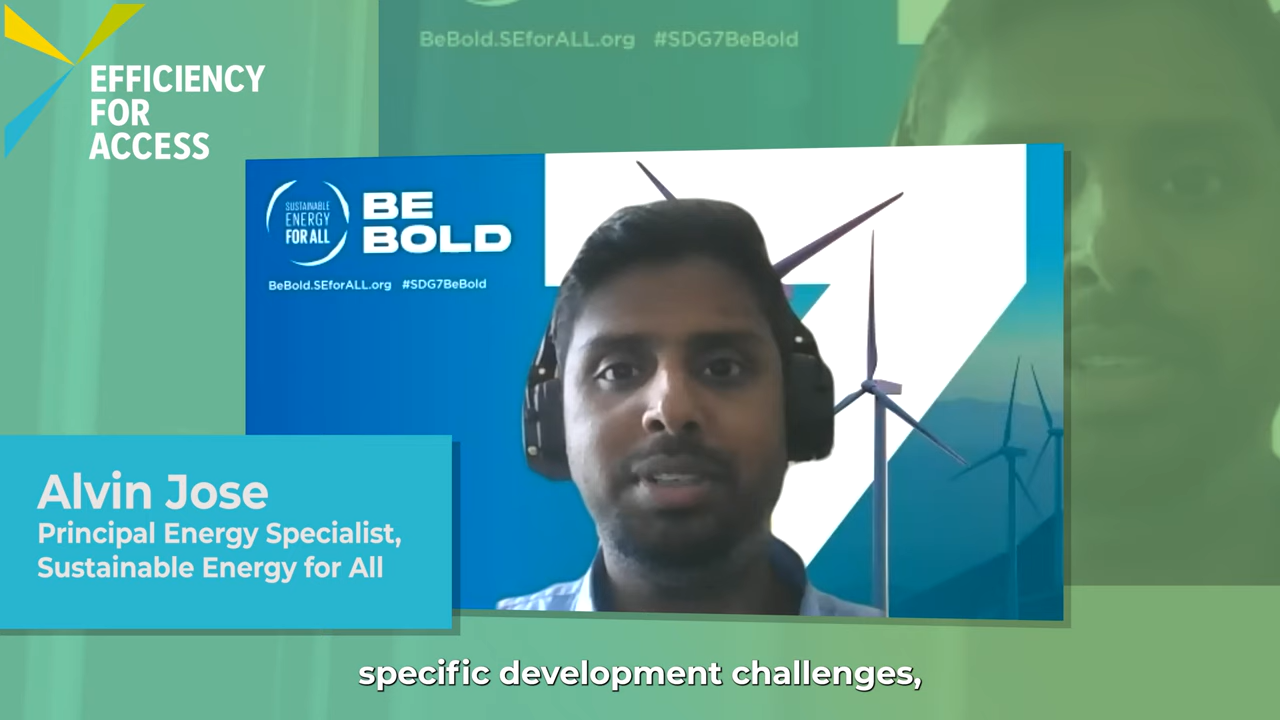 BeBold.SEforALL.org #SDG7BeBold
EFFICIENCY
FOR
ACCESS
SUSTAINABLE
ENERGY
FOR ALL
BE
BOLD
BeBold.SEforALL.org #SDG7BeBold
Alvin Jose
Principal Energy Specialist,
Sustainable Energy for All
specific development challenges,